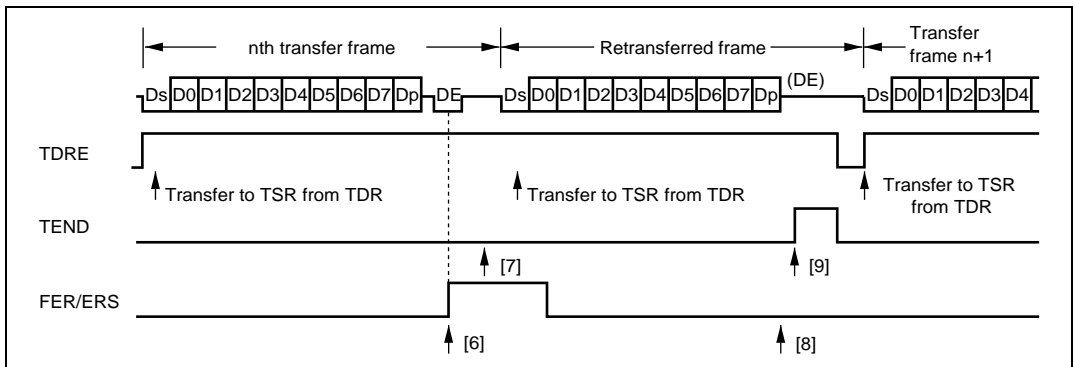 nth transfer frame
Retransferred frame
Transfer
frame n+1
Ds D0 D1 D2 D3 D4 D5 D6 D7 Dp DE Ds D0 D1 D2 D3 D4 D5 D6 D7 Dp (DE) Ds D0 D1 D2 D3 D4
TDRE
Transfer to TSR from TDR
Transfer to TSR from TDR
Transfer to TSR
from TDR
TEND
[7]
[9]
FER/ERS
[6]
[8]